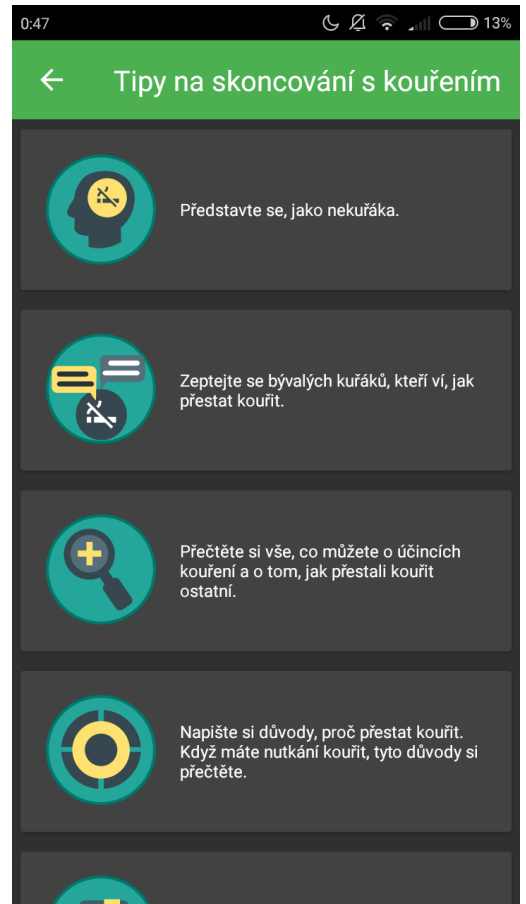 0:47
13%
Tipy na skoncování s kouřením
Představte se, jako nekuřáka.
Zeptejte se bývalých kuřáků, kteří ví, jak
přestat kouřit.
Přečtěte si vše, co můžete o účincích
kouření a o tom, jak přestali kouřit
ostatní.
Napište si důvody, proč přestat kouřit.
Když máte nutkání kouřit, tyto důvody si
přečtěte.